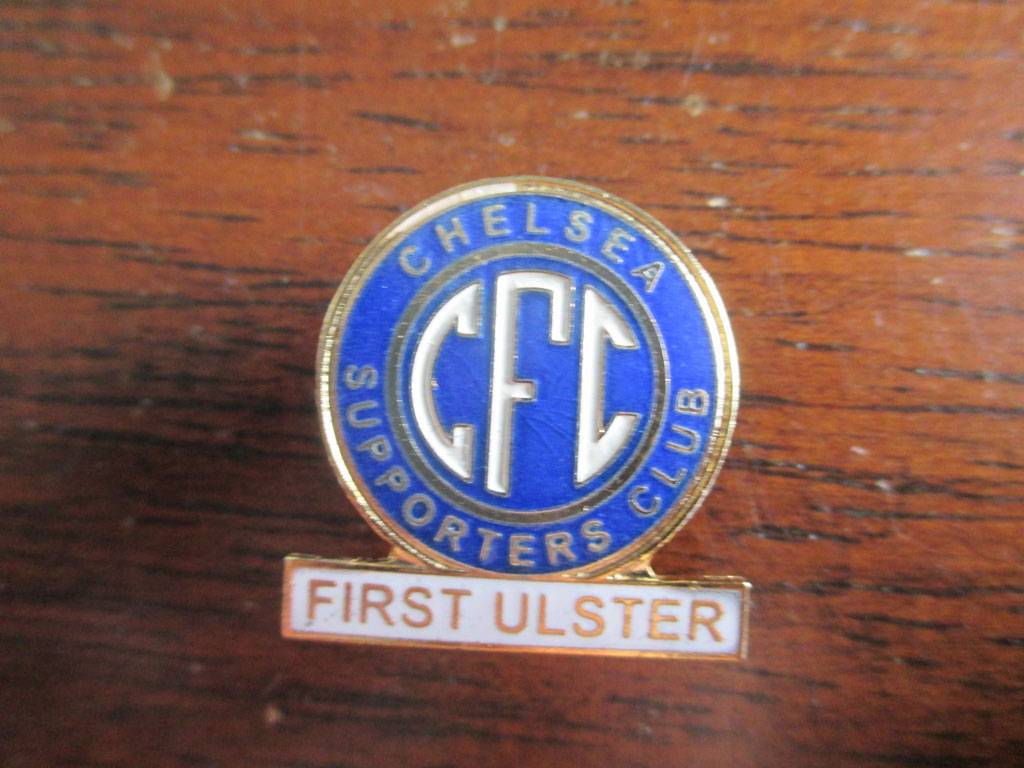 CHELSEA
CFC
SUPPORTERS CLUB
FIRST ULSTER